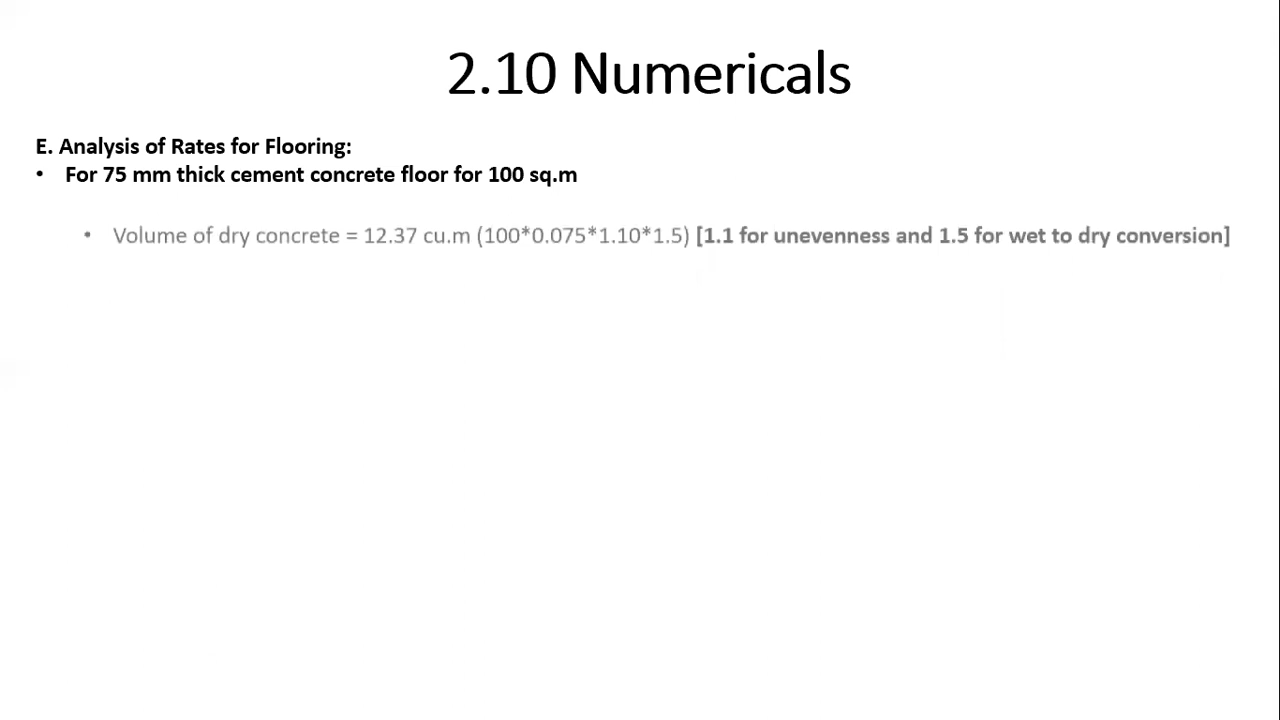 2.10 Numericals
E. Analysis of Rates for Flooring:
• For 75 mm thick cement concrete floor for 100 sq.m
• Volume of dry concrete = 12.37 cu.m (100*0.075*1.10*1.5) [1.1 for unevenness and 1.5 for wet to dry conversion]